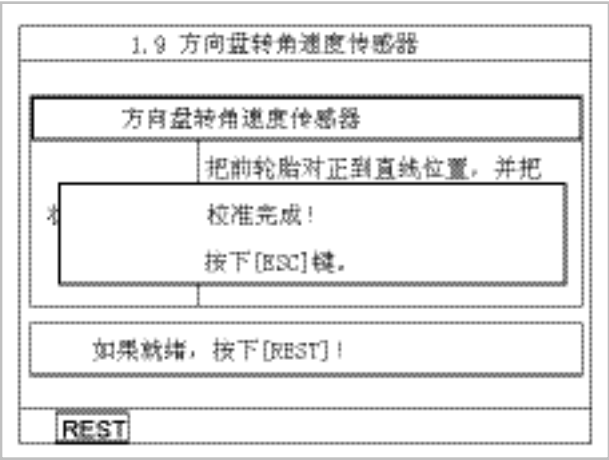 1.9 方向盘转角速度传感器
方向盘转角速度传感器
把前轮胎对正到直线位置，并把
校准完成！
按下[ESC]键。
如果就绪，按下[REST]！
REST